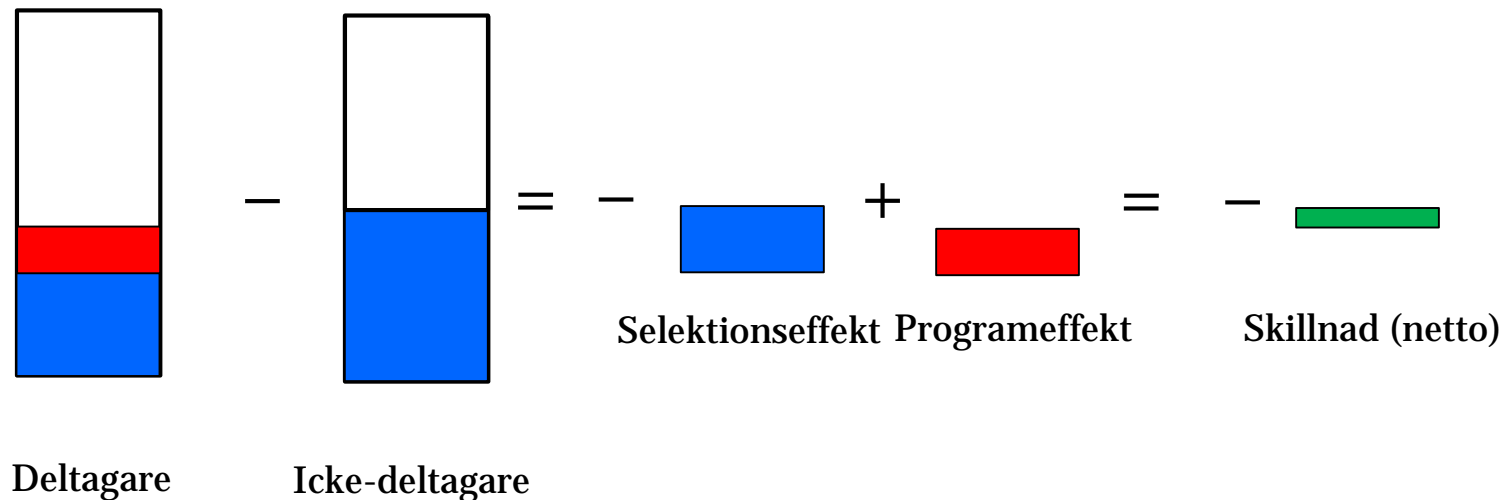 − = − + = −
Selektionseffekt Programeffekt Skillnad (netto)
Deltagare Icke-deltagare